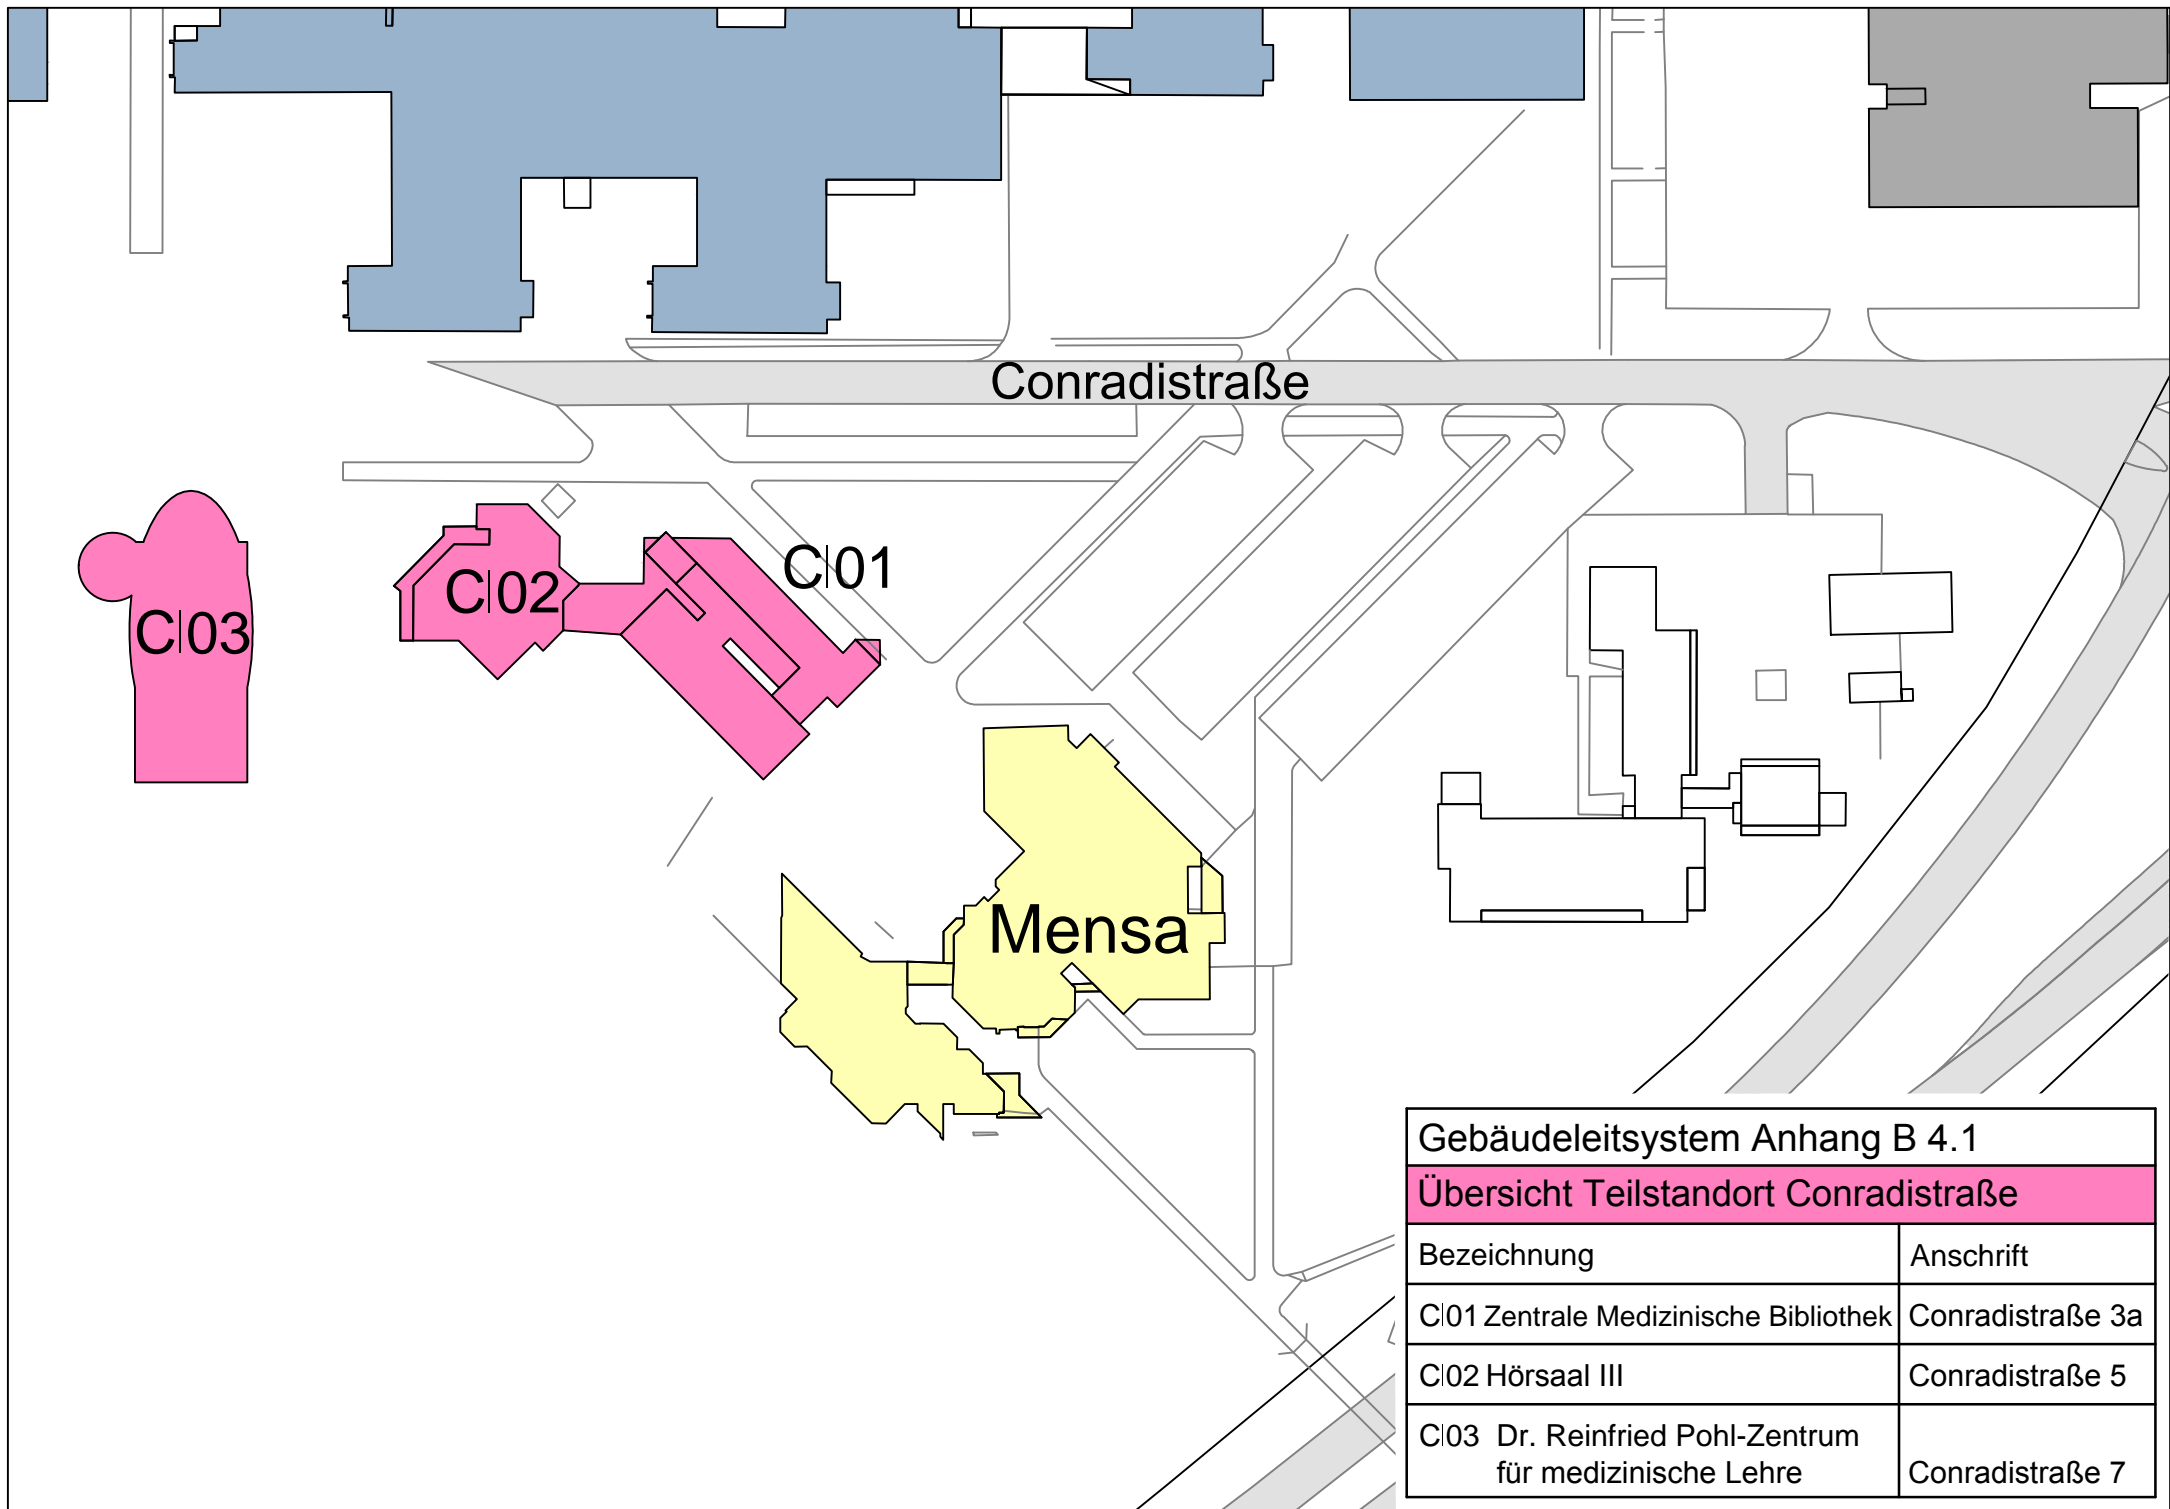 Conradistraße
C|01
C|02
C|03
Mensa
Gebäudeleitsystem Anhang B 4.1
Übersicht Teilstandort Conradistraße
Bezeichnung Anschrift
C|01 Zentrale Medizinische Bibliothek Conradistraße 3a
C|02 Hörsaal III Conradistraße 5
C|03 Dr. Reinfried Pohl-Zentrum
für medizinische Lehre Conradistraße 7